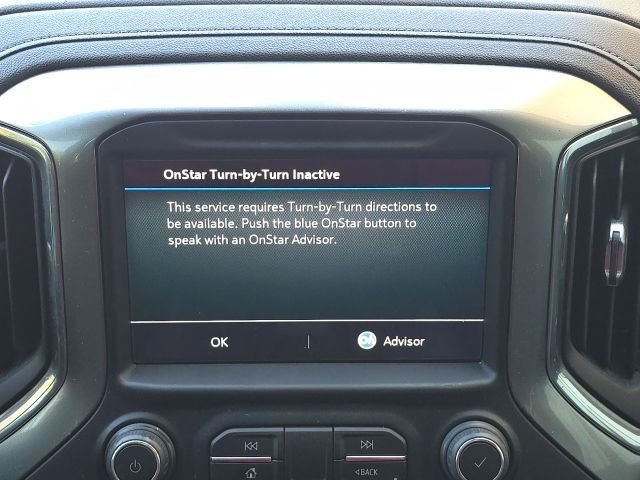 OnStar Turn-by-Turn Inactive
This service requires Turn-by-Turn directions to
be available. Push the blue OnStar button to
speak with an OnStar Advisor.
OK | Advisor
<BACK